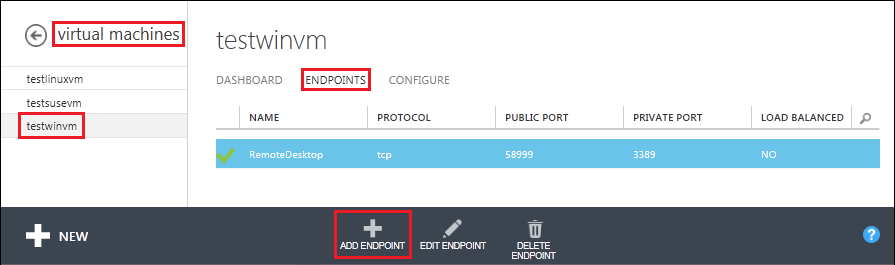 virtual machines
testlinuxvm
testsusevm
testwinvm
testwinvm
DASHBOARD ENDPOINTS CONFIGURE
NAME PROTOCOL PUBLIC PORT PRIVATE PORT LOAD BALANCED
RemoteDesktop tcp 58999 3389 NO
NEW
ADD ENDPOINT EDIT ENDPOINT DELETE
ENDPOINT
?